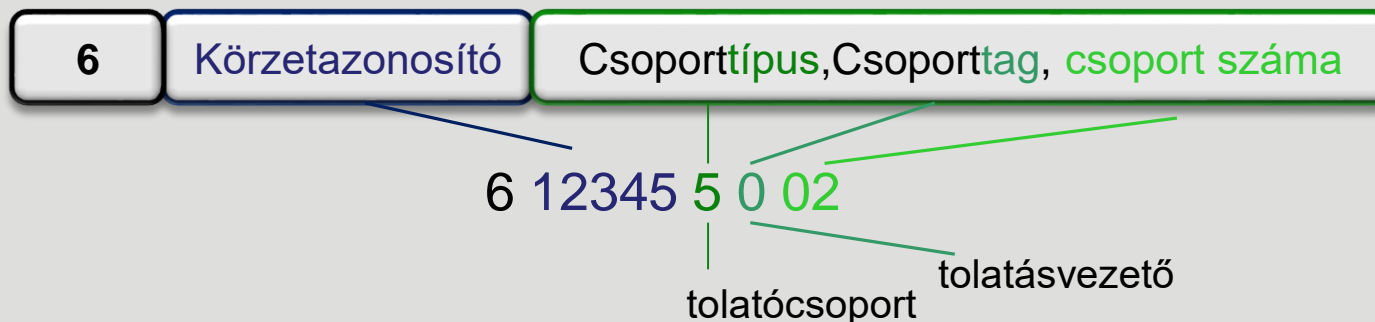 6 Körzetazonosító Csoporttípus,Csoporttag, csoport száma
6 12345 5 0 02
tolatásvezető
tolatócsoport